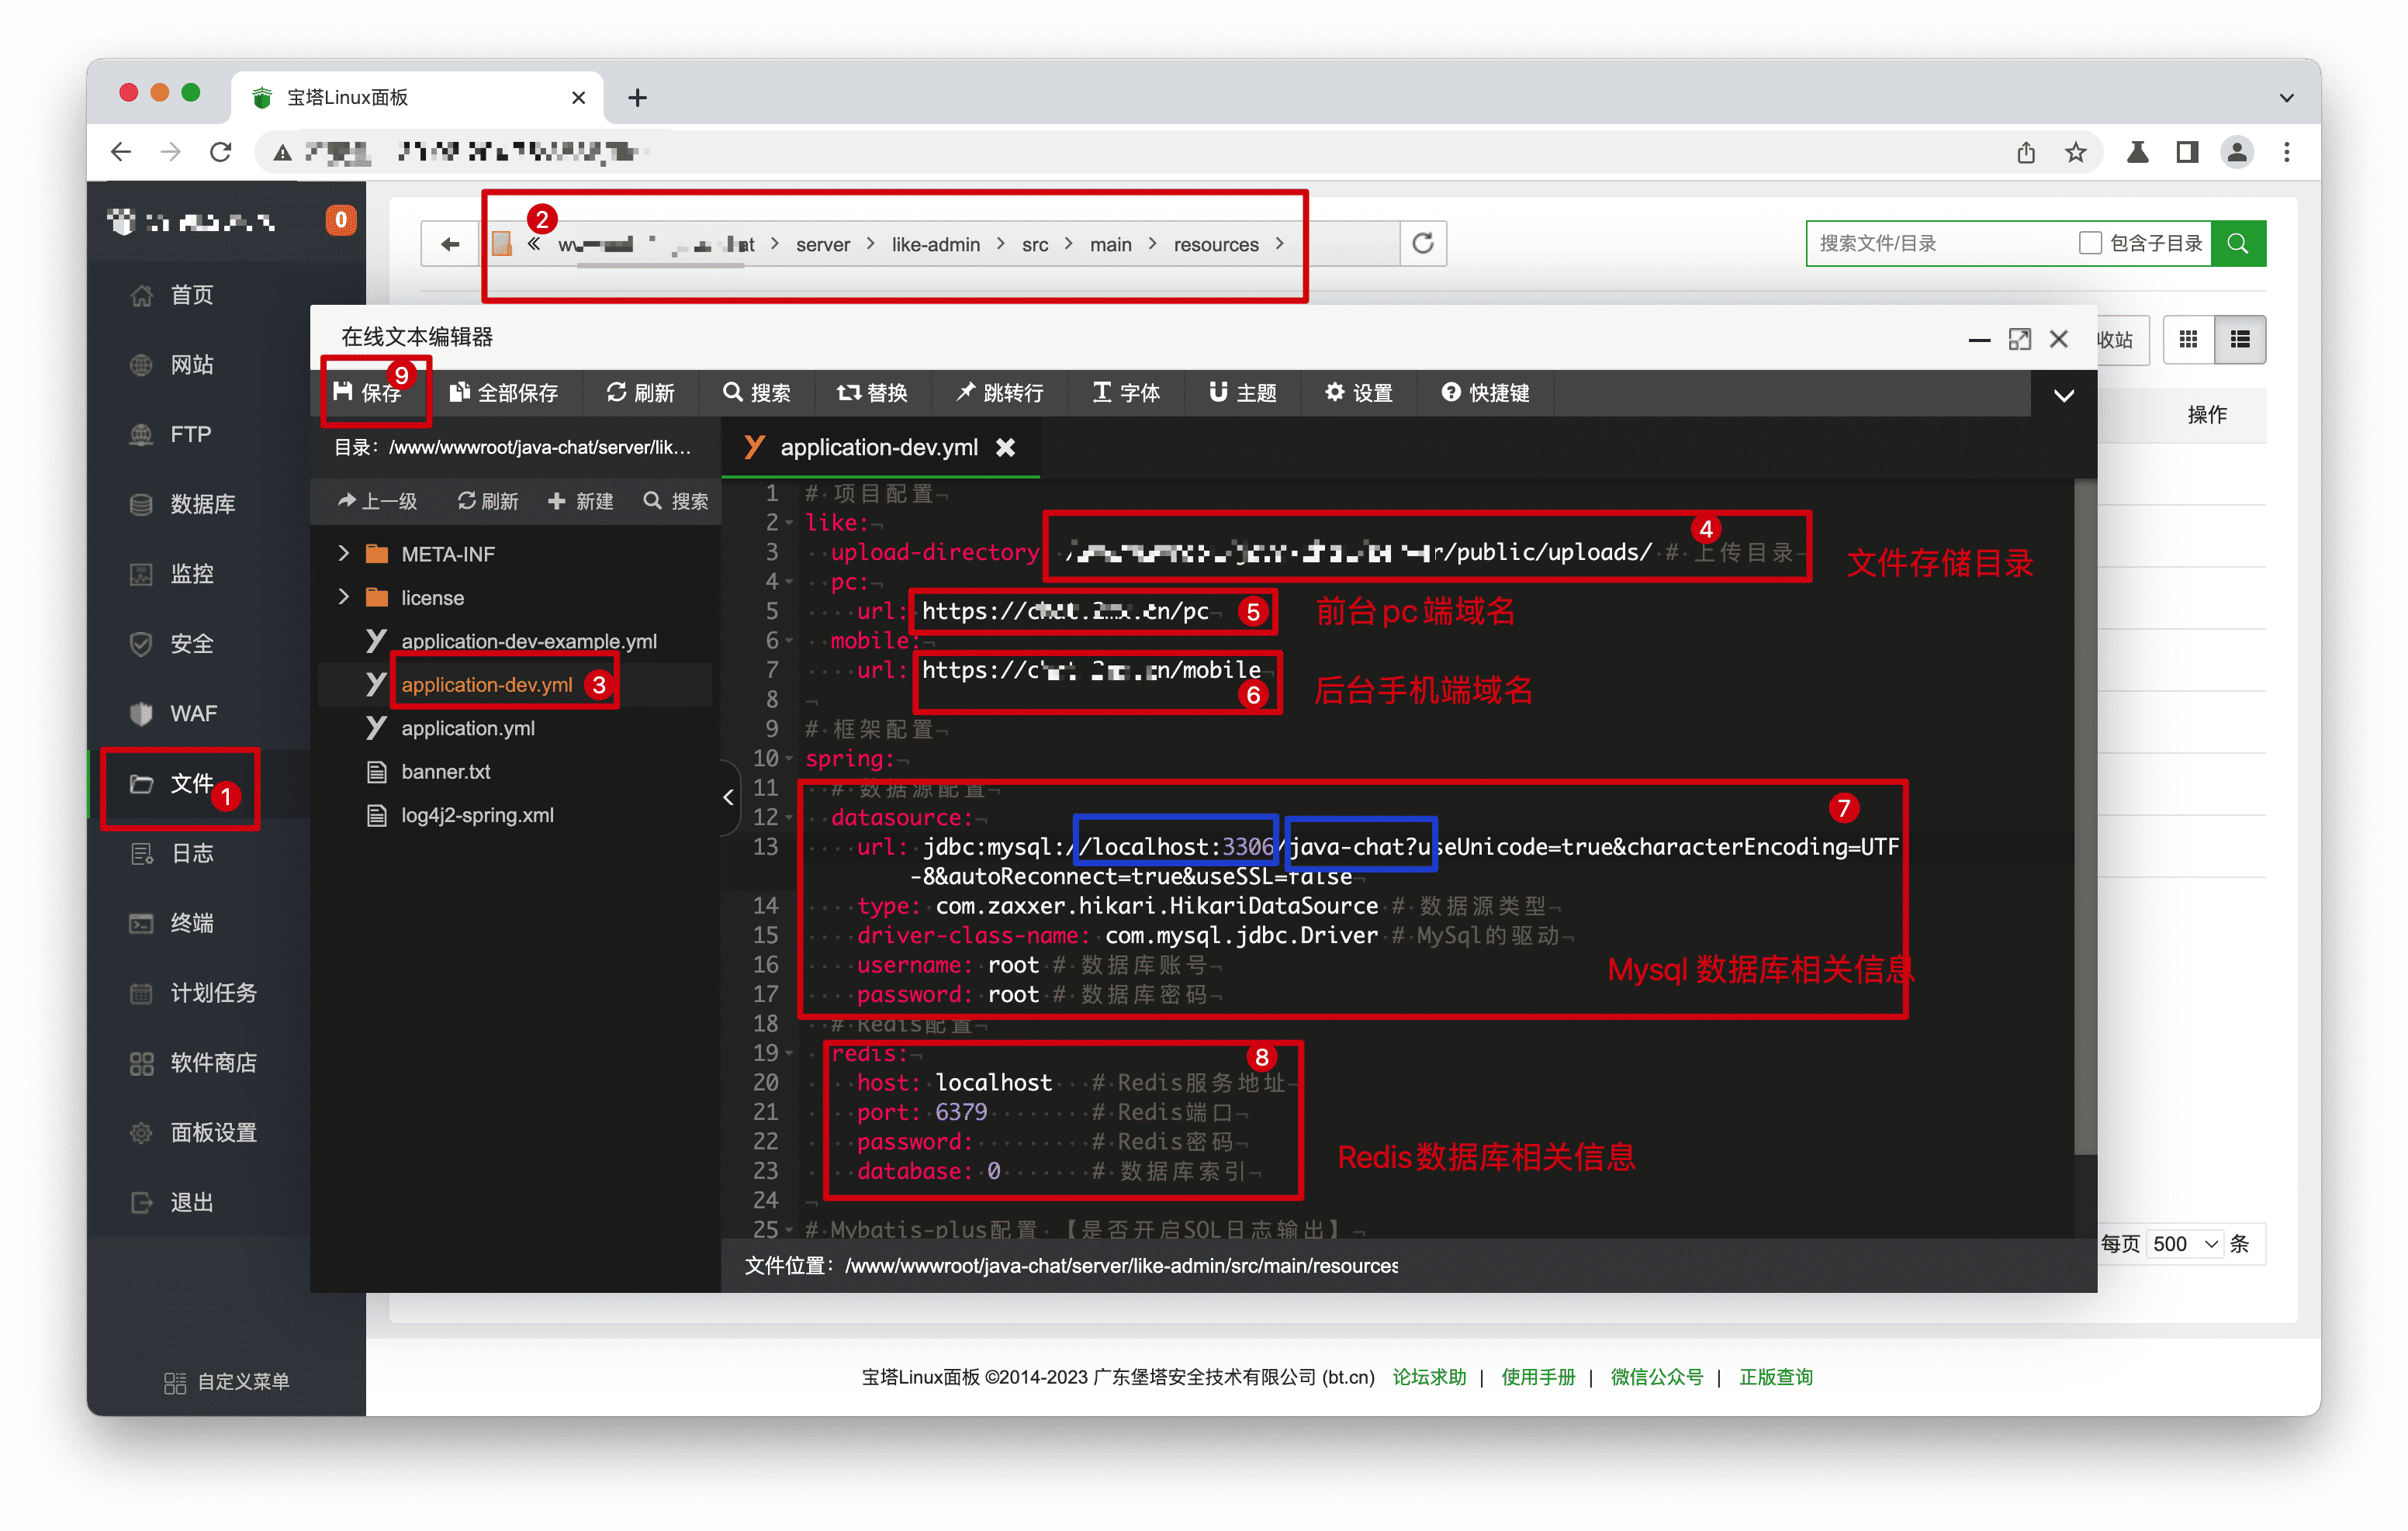 宝塔Linux面板
0
② « › server › like-admin › src › main › resources ›
搜索文件/目录 包含子目录
首页
网站
FTP
数据库
监控
安全
WAF
文件 ①
日志
终端
计划任务
软件商店
面板设置
退出
自定义菜单
收站
操作
在线文本编辑器
保存 ⑨ 全部保存 刷新 搜索 替换 跳转行 字体 主题 设置 快捷键
目录：/www/wwwroot/java-chat/server/lik...
上一级 刷新 新建 搜索
META-INF
license
application-dev-example.yml
application-dev.yml ③
application.yml
banner.txt
log4j2-spring.xml
application-dev.yml
1 # 项目配置
2 like:
3 upload-directory r/public/uploads/ # 上传目录 ④ 文件存储目录
4 pc:
5 url: https:// cn/pc ⑤ 前台pc端域名
6 mobile:
7 url: https:// n/mobile ⑥ 后台手机端域名
8
9 # 框架配置
10 spring:
11 # 数据源配置
12 datasource: ⑦
13 url: jdbc:mysql://localhost:3306/java-chat?useUnicode=true&characterEncoding=UTF
-8&autoReconnect=true&useSSL=false
14 type: com.zaxxer.hikari.HikariDataSource # 数据源类型
15 driver-class-name: com.mysql.jdbc.Driver # MySql的驱动
16 username: root # 数据库账号 Mysql 数据库相关信息
17 password: root # 数据库密码
18 # Redis配置
19 redis: ⑧
20 host: localhost # Redis服务地址
21 port: 6379 # Redis端口
22 password: # Redis密码 Redis数据库相关信息
23 database: 0 # 数据库索引
24
25 # Mybatis-plus配置 【是否开启SQL日志输出】
文件位置：/www/wwwroot/java-chat/server/like-admin/src/main/resources
每页 500 条
宝塔Linux面板 ©2014-2023 广东堡塔安全技术有限公司 (bt.cn) 论坛求助 | 使用手册 | 微信公众号 | 正版查询